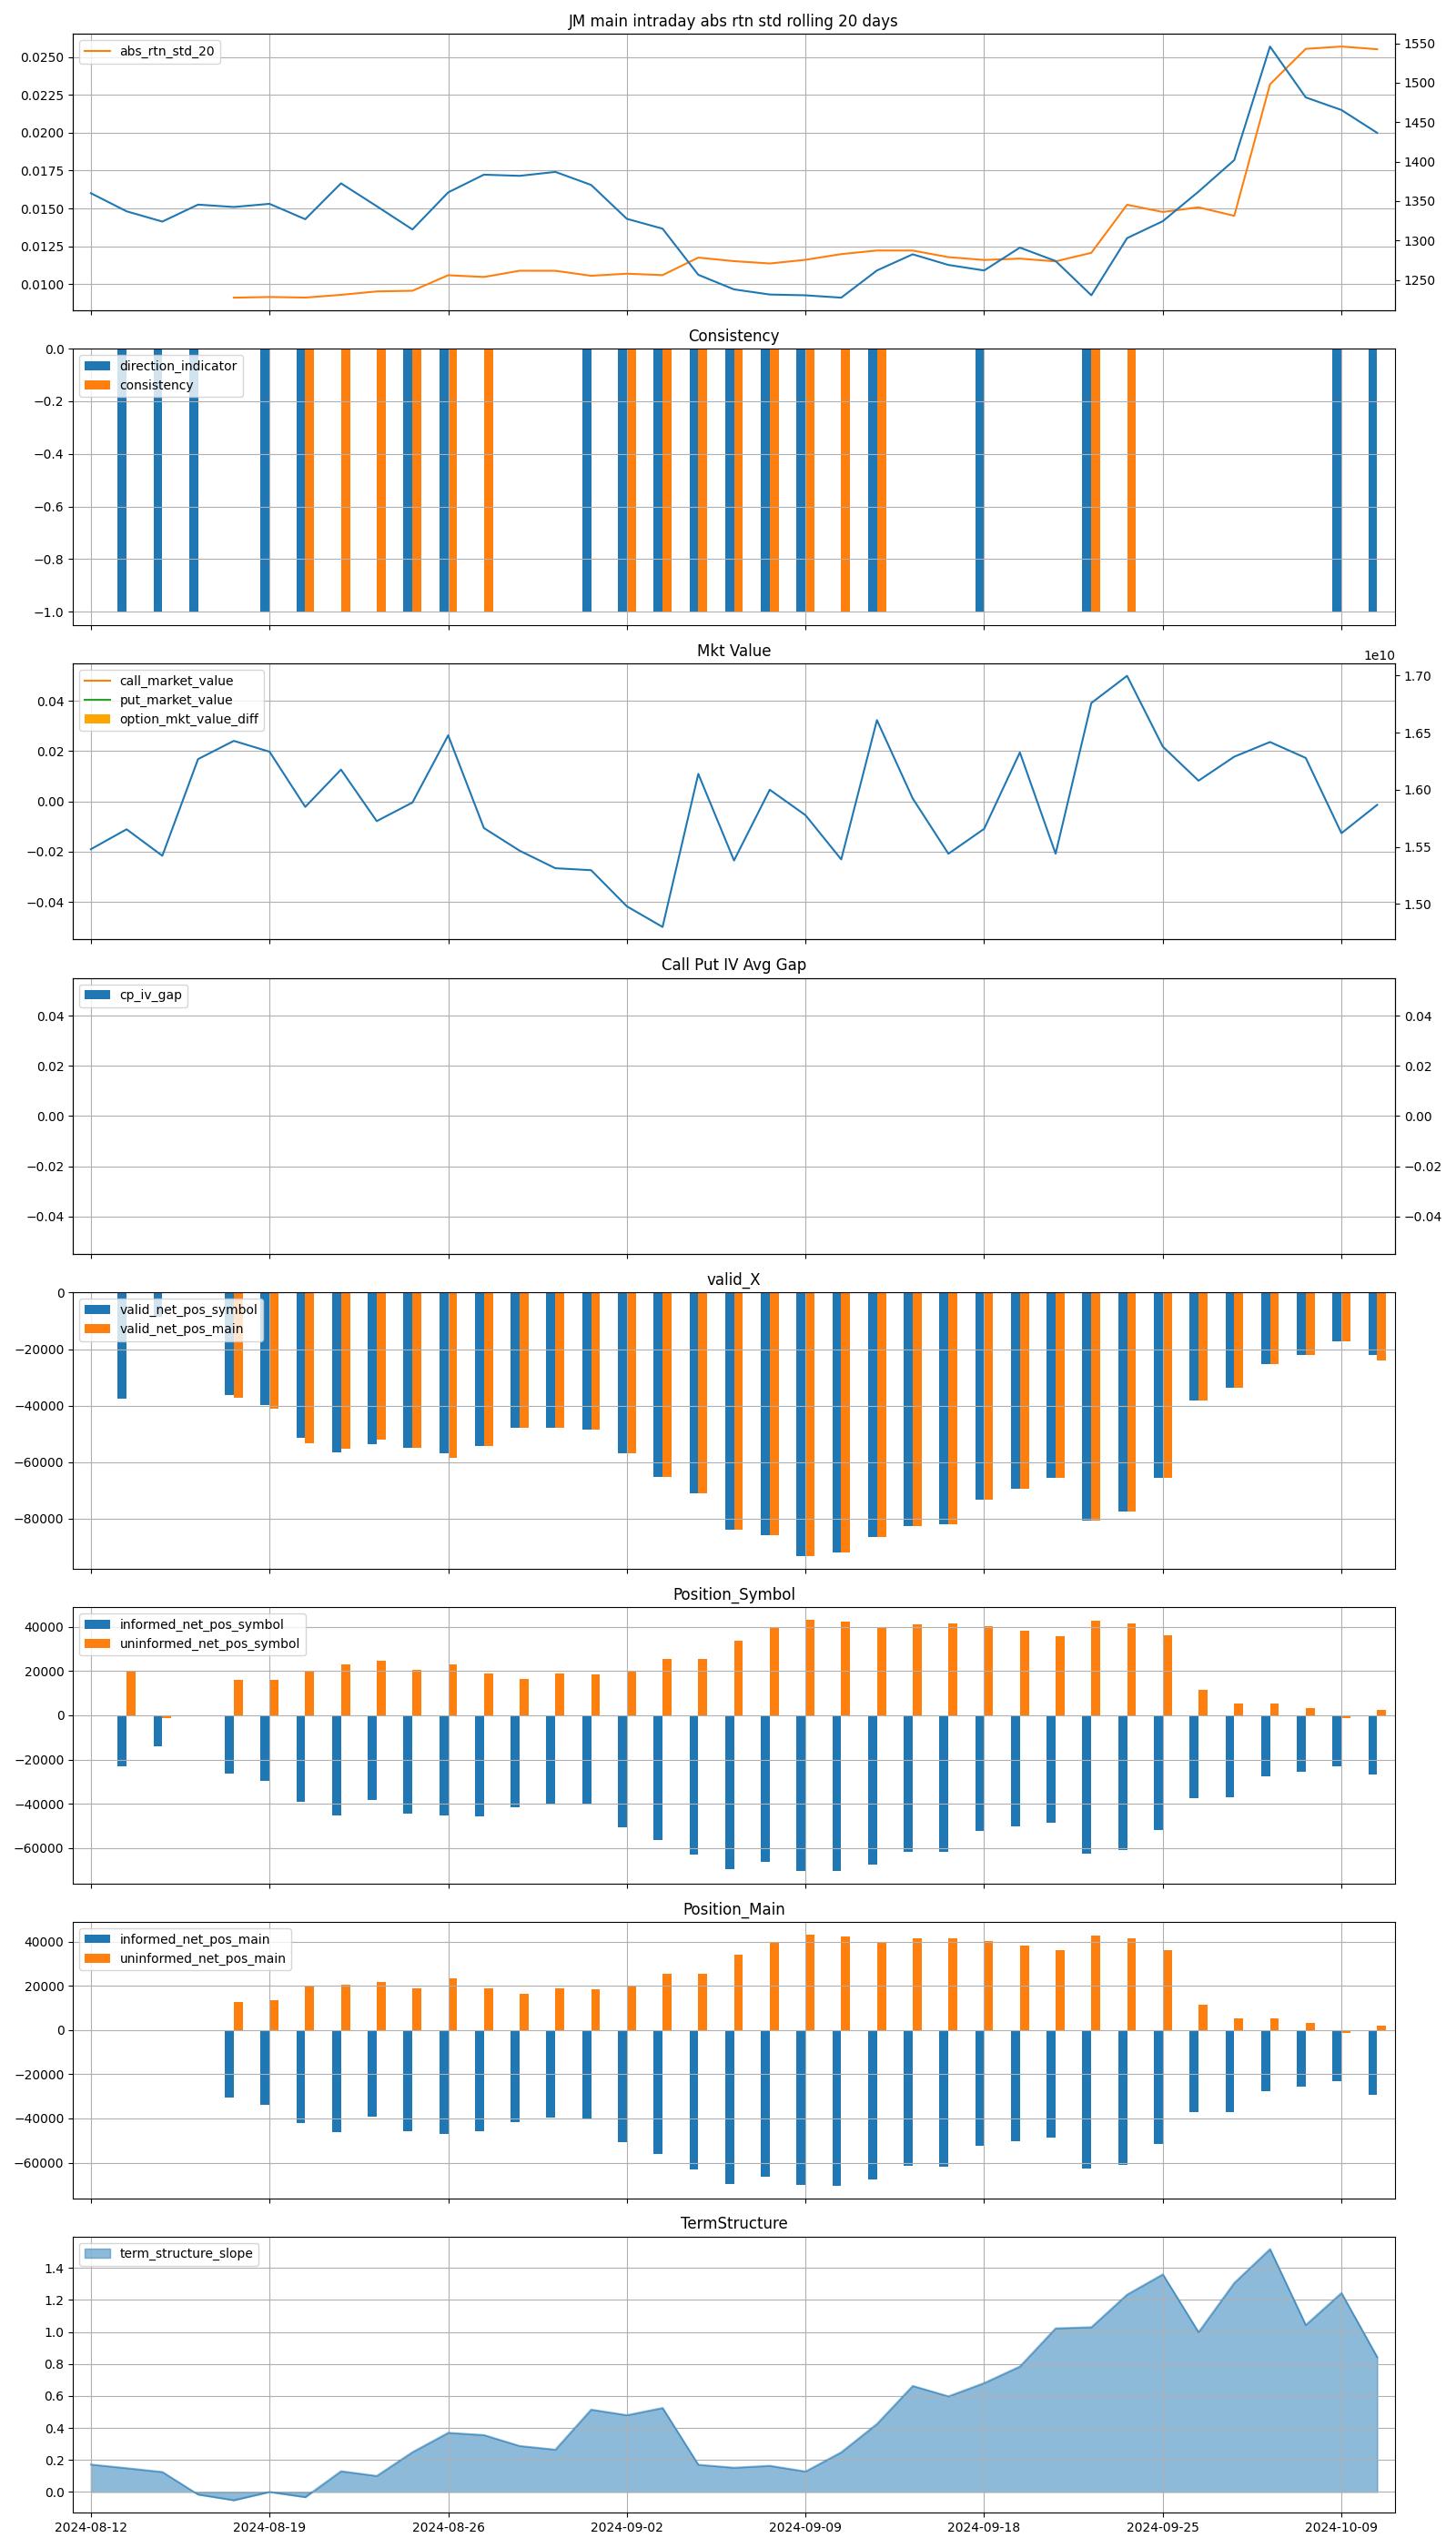 JM main intraday abs rtn std rolling 20 days
abs_rtn_std_20
0.0250
0.0225
0.0200
0.0175
0.0150
0.0125
0.0100
1550
1500
1450
1400
1350
1300
1250
Consistency
direction_indicator
consistency
0.0
−0.2
−0.4
−0.6
−0.8
−1.0
Mkt Value
1e10
call_market_value
put_market_value
option_mkt_value_diff
0.04
0.02
0.00
−0.02
−0.04
1.70
1.65
1.60
1.55
1.50
Call Put IV Avg Gap
cp_iv_gap
0.04
0.02
0.00
−0.02
−0.04
0.04
0.02
0.00
−0.02
−0.04
valid_X
valid_net_pos_symbol
valid_net_pos_main
0
−20000
−40000
−60000
−80000
Position_Symbol
informed_net_pos_symbol
uninformed_net_pos_symbol
40000
20000
0
−20000
−40000
−60000
Position_Main
informed_net_pos_main
uninformed_net_pos_main
40000
20000
0
−20000
−40000
−60000
TermStructure
term_structure_slope
1.4
1.2
1.0
0.8
0.6
0.4
0.2
0.0
2024-08-12 2024-08-19 2024-08-26 2024-09-02 2024-09-09 2024-09-18 2024-09-25 2024-10-09